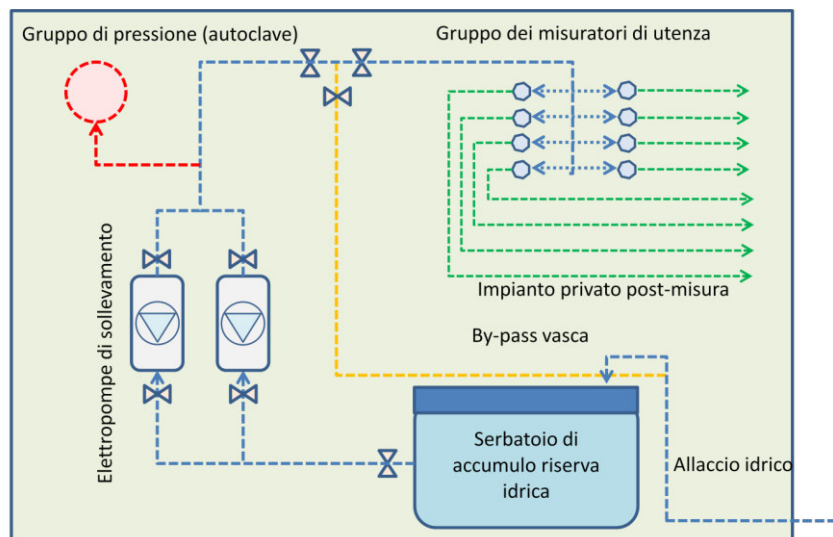 Gruppo di pressione (autoclave)
Gruppo dei misuratori di utenza
Elettropompe di sollevamento
Impianto privato post-misura
By-pass vasca
Serbatoio di
accumulo riserva
idrica
Allaccio idrico